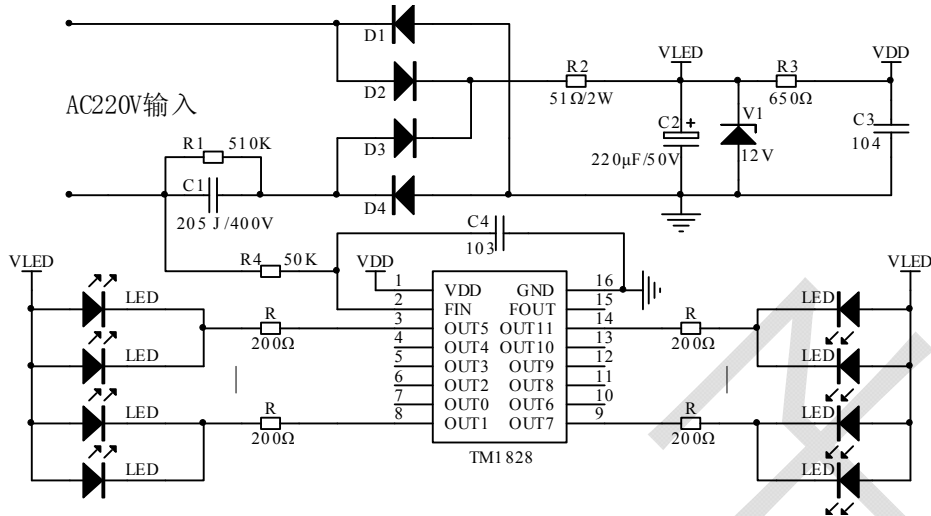 D1
D2
D3
D4
AC220V输入
R1 510K
C1
205J/400V
R2
51Ω/2W
VLED
C2 +
220μF/50V
V1
12V
R3
650Ω
VDD
C3
104
C4
103
R4 50K
VDD
VLED
LED
LED
LED
LED
R
200Ω
R
200Ω
1 VDD
2 FIN
3 OUT5
4 OUT4
5 OUT3
6 OUT2
7 OUT0
8 OUT1
GND 16
FOUT 15
OUT11 14
OUT10 13
OUT9 12
OUT8 11
OUT6 10
OUT7 9
TM1828
R
200Ω
R
200Ω
VLED
LED
LED
LED
LED